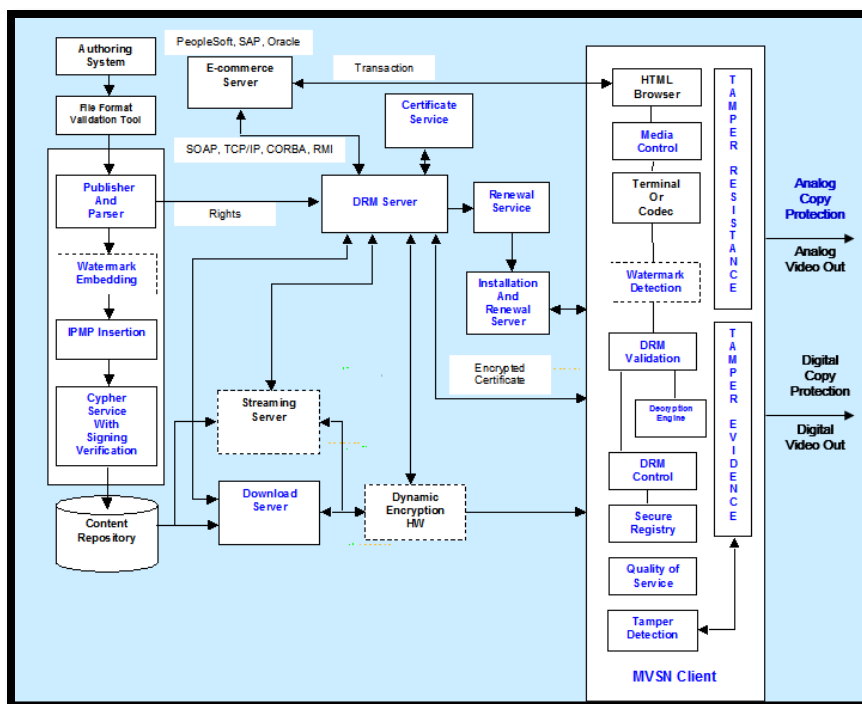 PeopleSoft, SAP, Oracle
Authoring
System
File Format
Validation Tool
Publisher
And
Parser
Watermark
Embedding
IPMP Insertion
Cypher
Service
With
Signing
Verification
Content
Repository
E-commerce
Server
Transaction
SOAP, TCP/IP, CORBA, RMI
Certificate
Service
Rights
DRM Server
Renewal
Service
Installation
And
Renewal
Server
Encrypted
Certificate
Streaming
Server
Download
Server
Dynamic
Encryption
HW
HTML
Browser
Media
Control
Terminal
Or
Codec
Watermark
Detection
DRM
Validation
Decryption
Engine
DRM
Control
Secure
Registry
Quality of
Service
Tamper
Detection
MVSN Client
TAMPER RESISTANCE
TAMPER EVIDENCE
Analog
Copy
Protection
Analog
Video Out
Digital
Copy
Protection
Digital
Video Out